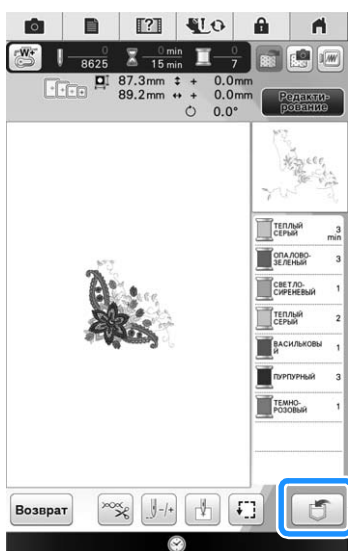 W+
0
8625
0 min
15 min
0
7
87.3mm ↕ + 0.0mm
89.2mm ↔ + 0.0mm
0.0°
Редакти-
рование
ТЕПЛЫЙ
СЕРЫЙ 3
min
ОПАЛОВО-
ЗЕЛЕНЫЙ 3
СВЕТЛО-
СИРЕНЕВЫЙ 1
ТЕПЛЫЙ
СЕРЫЙ 2
ВАСИЛЬКОВЫ
Й 1
ПУРПУРНЫЙ 3
ТЕМНО-
РОЗОВЫЙ 1
Возврат
-/+